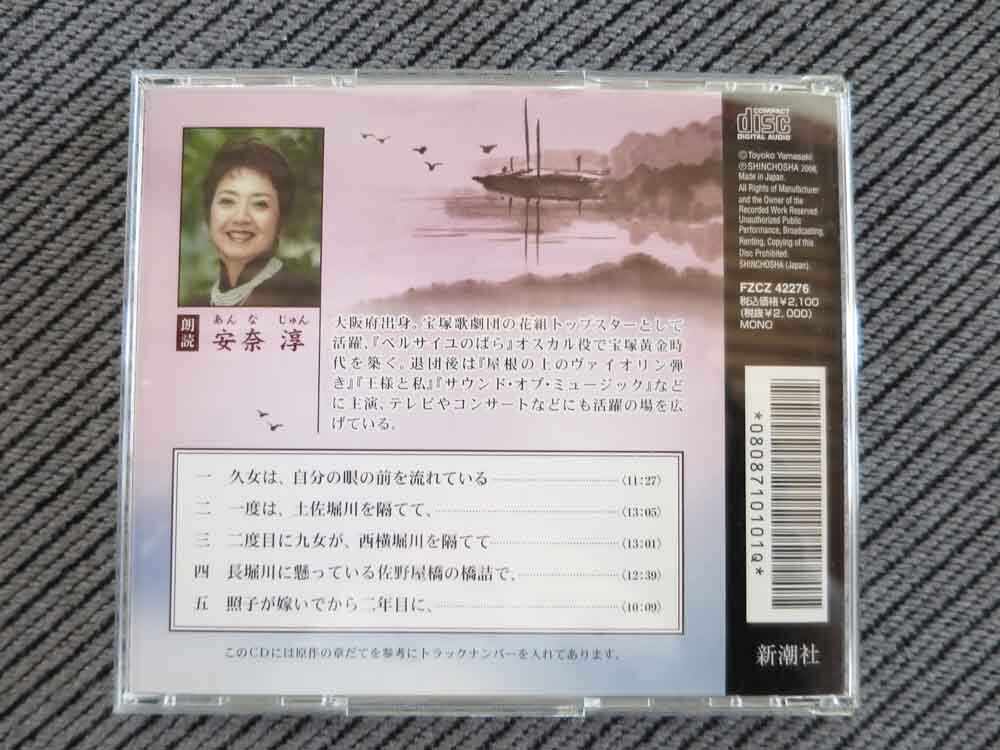 朗読
あんな じゅん
安奈 淳
大阪府出身。宝塚歌劇団の花組トップスターとして
活躍、『ベルサイユのばら』オスカル役で宝塚黄金時
代を築く。退団後は『屋根の上のヴァイオリン弾
き』『王様と私』『サウンド・オブ・ミュージック』など
に主演、テレビやコンサートなどにも活躍の場を広
げている。
一 久女は、自分の眼の前を流れている (11:27)
二 一度は、土佐堀川を隔てて、 (13:05)
三 二度目に久女が、西横堀川を隔てて (13:01)
四 長堀川に懸っている佐野屋橋の橋詰で、 (12:39)
五 照子が嫁いでから二年目に、 (10:09)
このCDには原作の章だてを参考にトラックナンバーを入れてあります。
COMPACT
disc
DIGITAL AUDIO
©Toyoko Yamasaki
℗SHINCHOSHA 2008,
Made in Japan.
All Rights of Manufacturer
and the Owner of the
Recorded Work Reserved
Unauthorized Public
Performance, Broadcasting,
Renting, Copying of this
Disc Prohibited.
SHINCHOSHA (Japan).
FZCZ 42276
税込価格¥2,100
(税抜¥2,000)
MONO
*0808710101Q*
新潮社